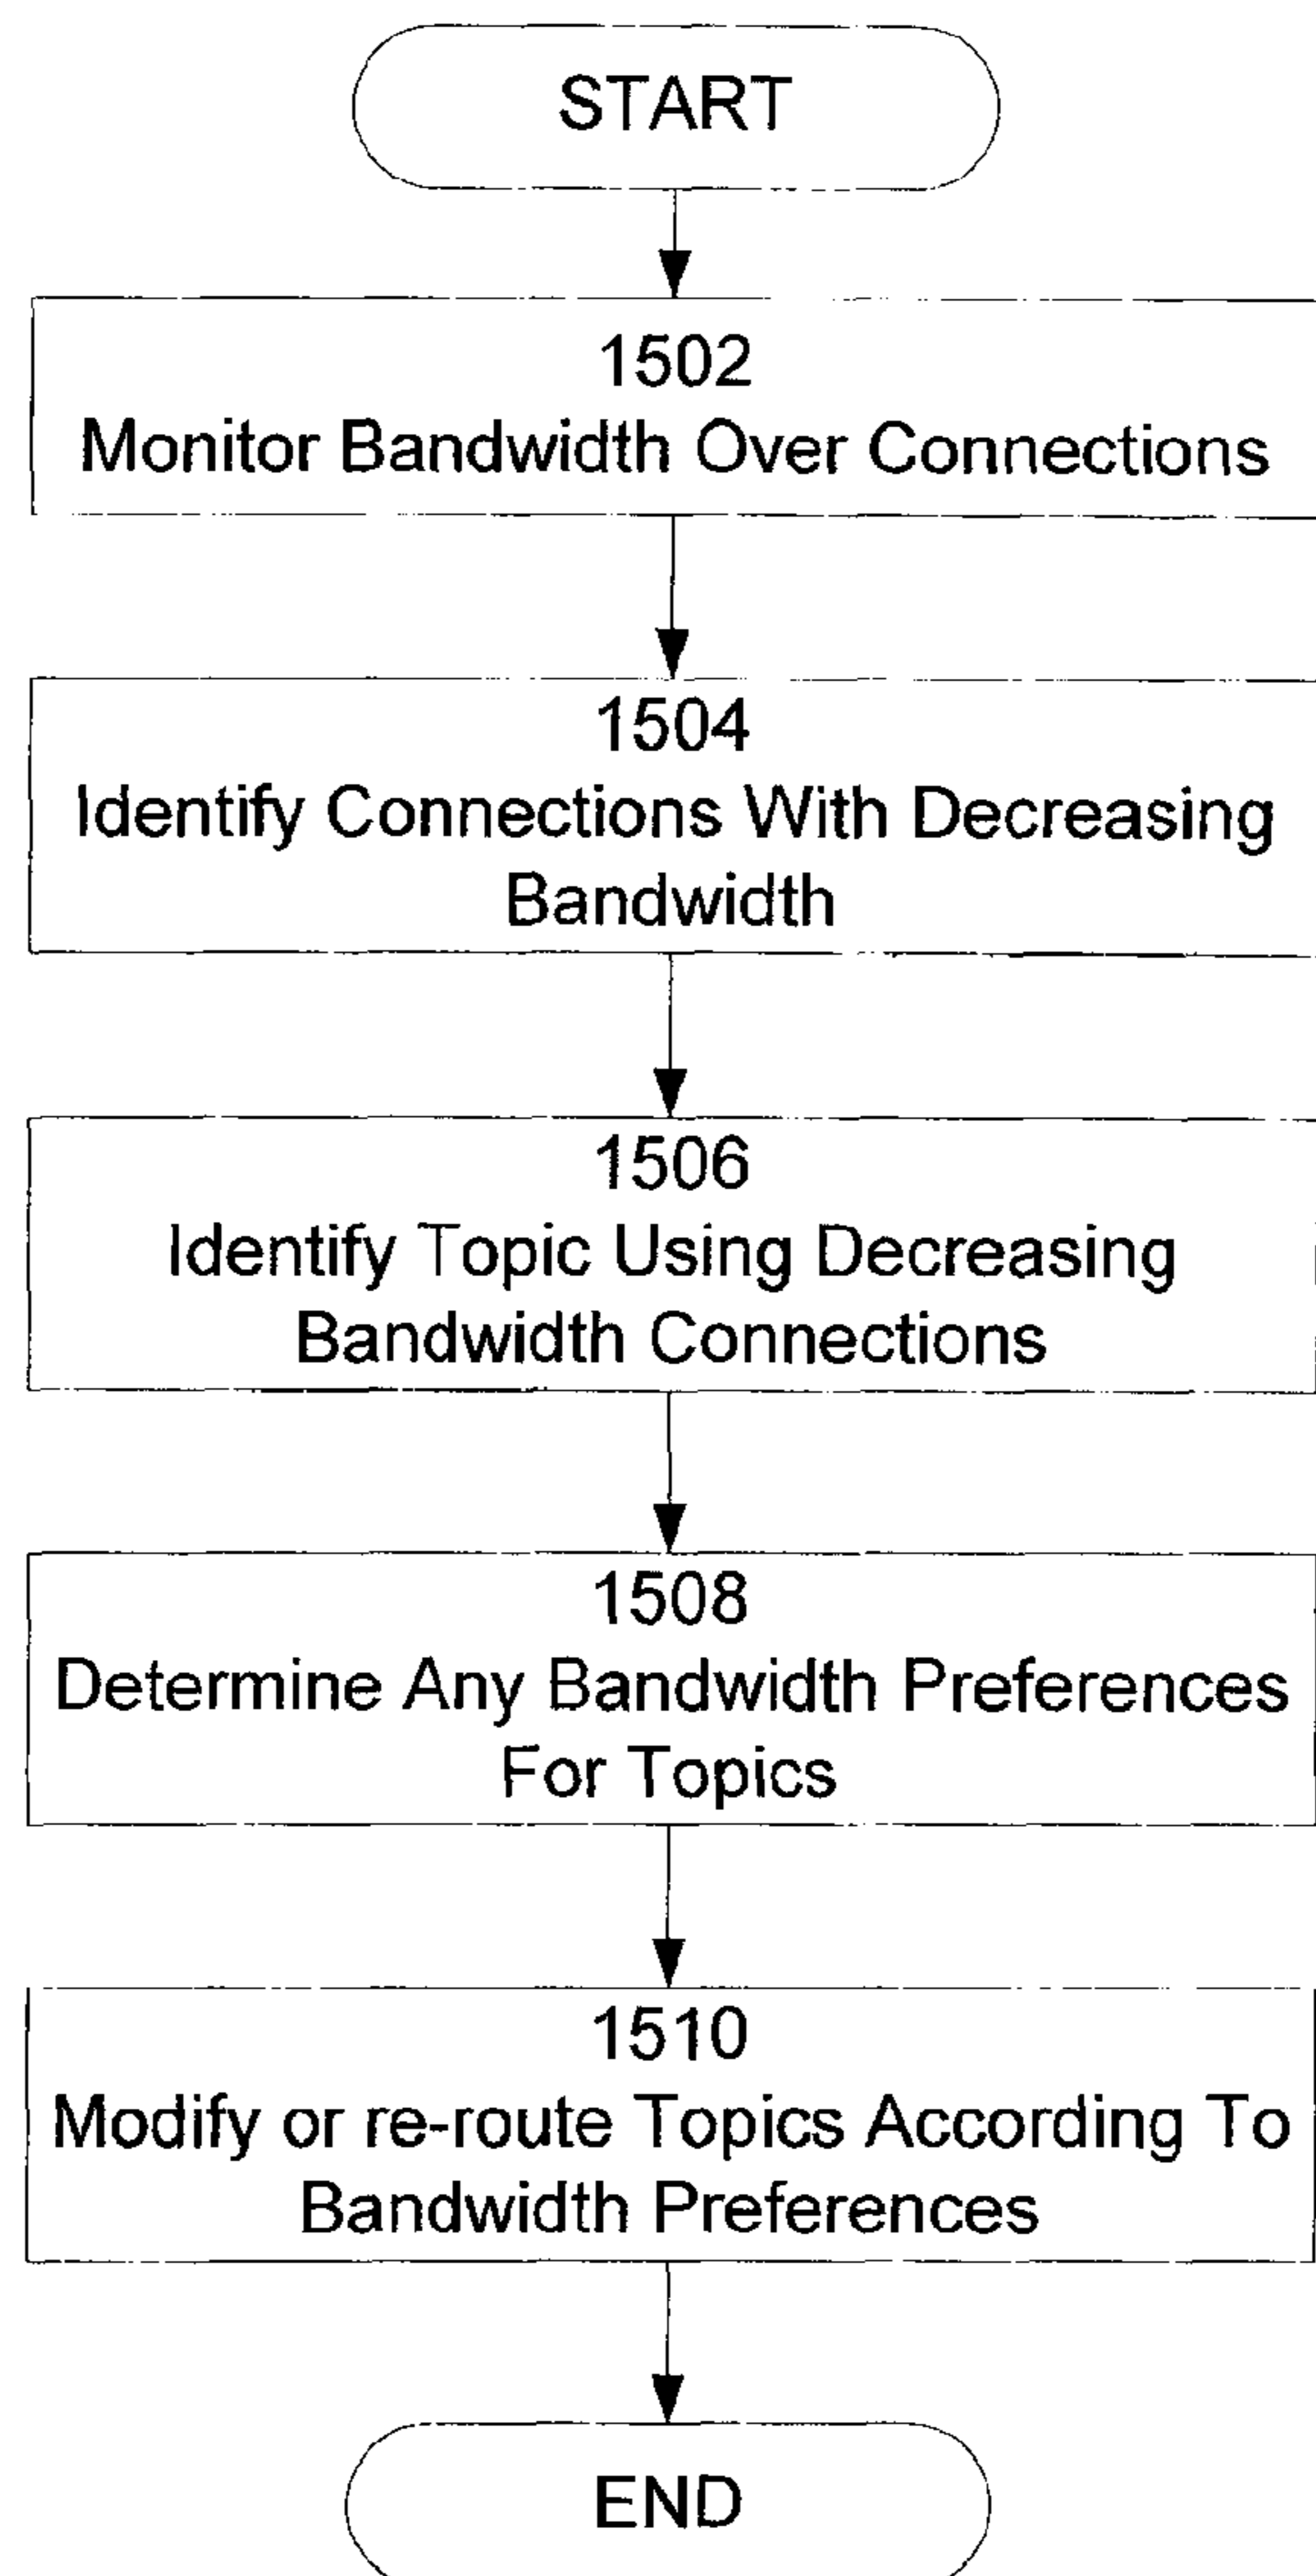 START
1502
Monitor Bandwidth Over Connections
1504
Identify Connections With Decreasing
Bandwidth
1506
Identify Topic Using Decreasing
Bandwidth Connections
1508
Determine Any Bandwidth Preferences
For Topics
1510
Modify or re-route Topics According To
Bandwidth Preferences
END